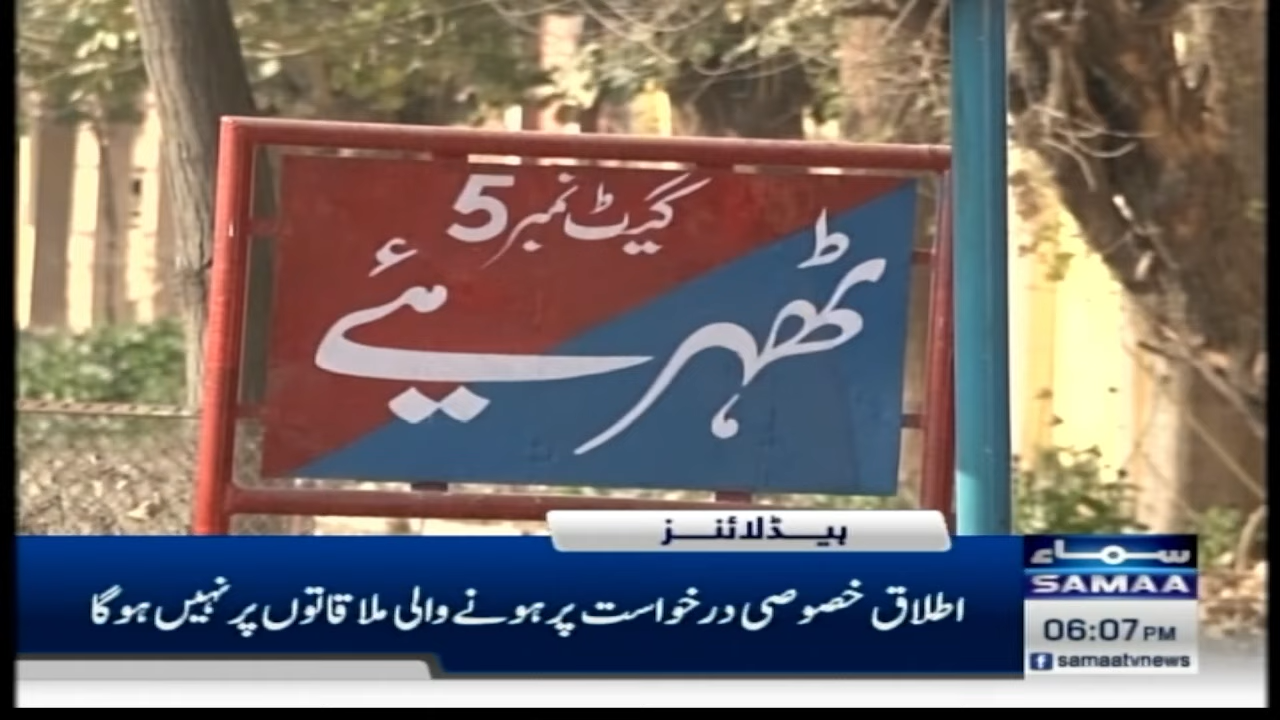 گیٹ نمبر 5
ٹھہریئے
ہیڈلائنز
اطلاق خصوصی درخواست پر ہونے والی ملاقاتوں پر نہیں ہوگا
سماء
SAMAA
06:07 PM
samaatvnews